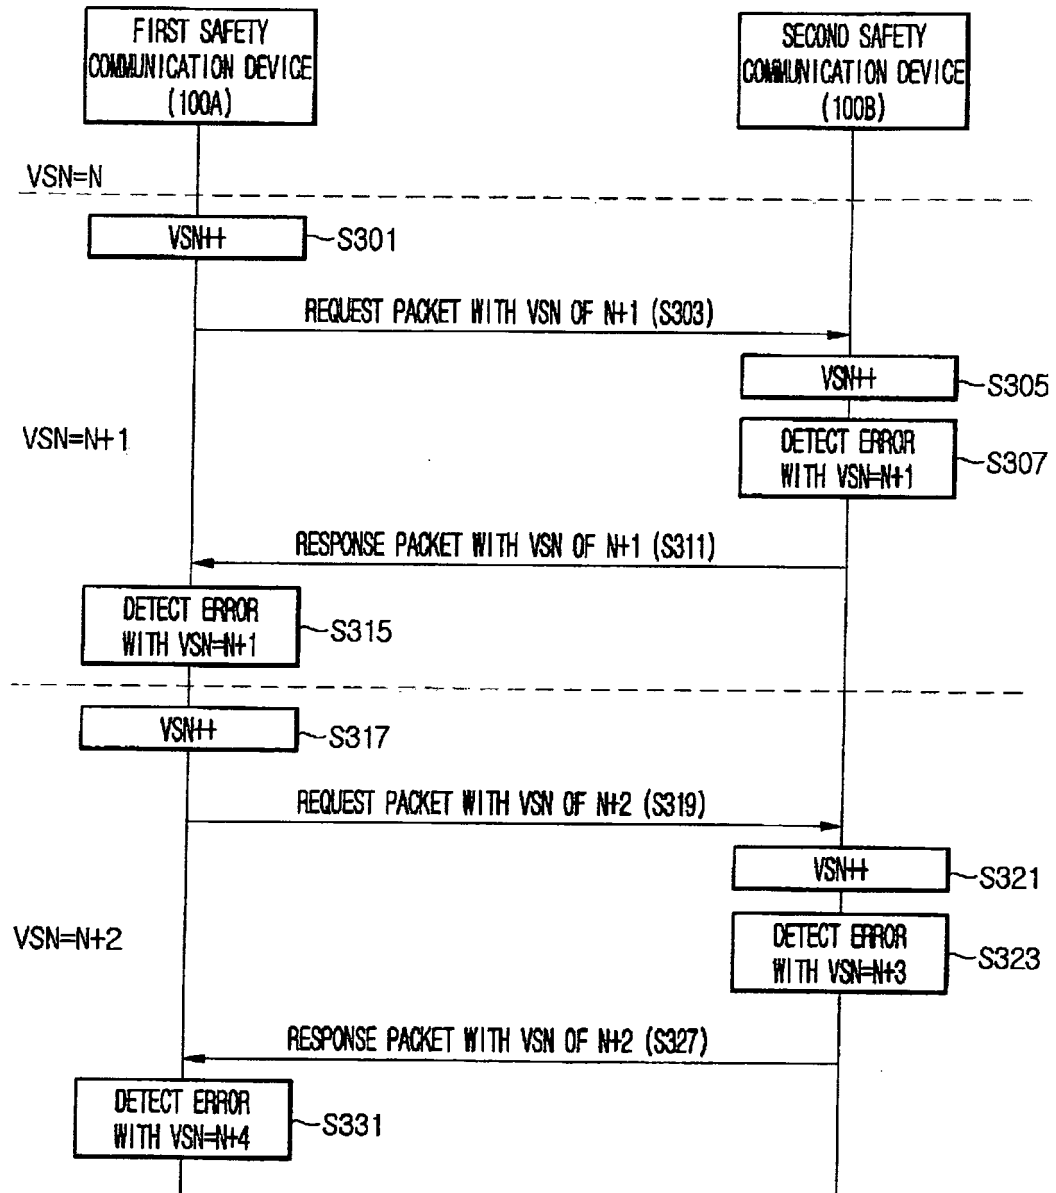 FIRST SAFETY
COMMUNICATION DEVICE
(100A)
SECOND SAFETY
COMMUNICATION DEVICE
(100B)
VSN=N
VSN++
S301
REQUEST PACKET WITH VSN OF N+1 (S303)
VSN++
S305
VSN=N+1
DETECT ERROR
WITH VSN=N+1
S307
RESPONSE PACKET WITH VSN OF N+1 (S311)
DETECT ERROR
WITH VSN=N+1
S315
VSN++
S317
REQUEST PACKET WITH VSN OF N+2 (S319)
VSN++
S321
VSN=N+2
DETECT ERROR
WITH VSN=N+3
S323
RESPONSE PACKET WITH VSN OF N+2 (S327)
DETECT ERROR
WITH VSN=N+4
S331